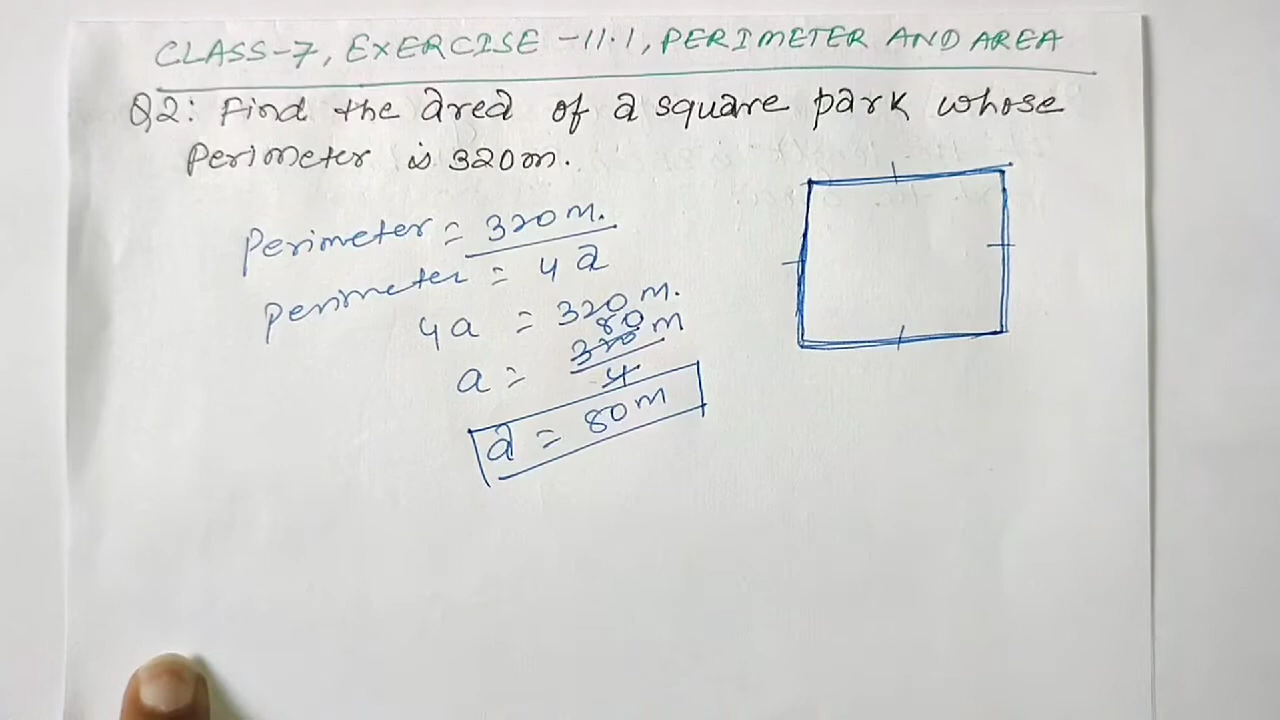 CLASS-7, EXERCISE-11.1, PERIMETER AND AREA
Q2: Find the area of a square park whose
Perimeter is 320m.
Perimeter = 320m.
Perimeter = 4a
4a = 320m.
80
a = 320m
4
a = 80m